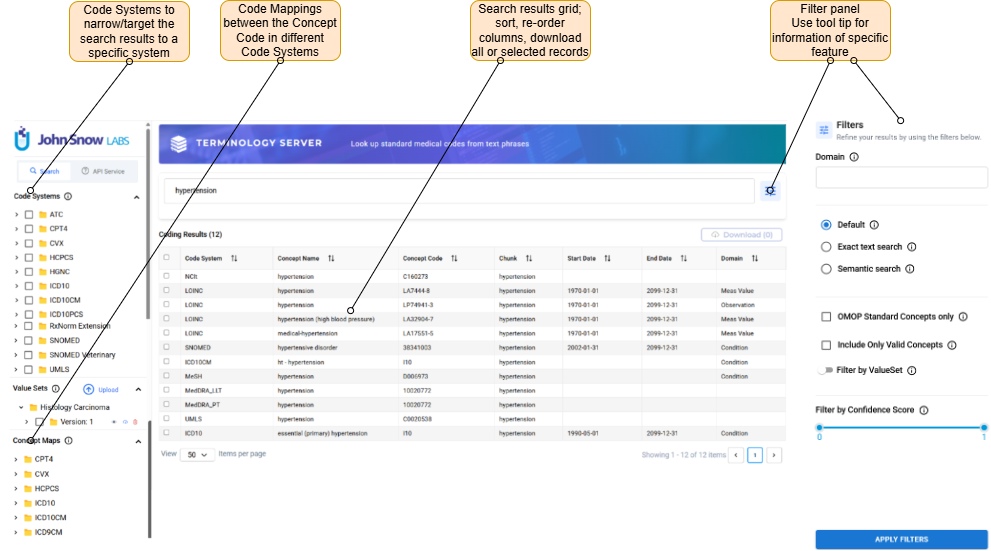 Code Systems to
narrow/target the
search results to a
specific system
Code Mappings
between the Concept
Code in different
Code Systems
Search results grid;
sort, re-order
columns, download
all or selected records
Filter panel
Use tool tip for
information of specific
feature
John Snow LABS
Search API Service
Code Systems
ATC
CPT4
CVX
HCPCS
HGNC
ICD10
ICD10CM
ICD10PCS
RxNorm Extension
SNOMED
SNOMED Veterinary
UMLS
Value Sets Upload
Histology Carcinoma
Version: 1
Concept Maps
CPT4
CVX
HCPCS
ICD10
ICD10CM
ICD9CM
TERMINOLOGY SERVER Look up standard medical codes from text phrases
hypertension
Coding Results (12) Download (0)
Code System Concept Name Concept Code Chunk Start Date End Date Domain
NCIt hypertension C160273 hypertension
LOINC hypertension LA7444-8 hypertension 1970-01-01 2099-12-31 Meas Value
LOINC hypertension LP74941-3 hypertension 1970-01-01 2099-12-31 Observation
LOINC hypertension (high blood pressure) LA32904-7 hypertension 1970-01-01 2099-12-31 Meas Value
LOINC medical-hypertension LA17551-5 hypertension 1970-01-01 2099-12-31 Meas Value
SNOMED hypertensive disorder 38341003 hypertension 2002-01-31 2099-12-31 Condition
ICD10CM ht - hypertension I10 hypertension Condition
MeSH hypertension D006973 hypertension Condition
MedDRA_LLT hypertension 10020772 hypertension
MedDRA_PT hypertension 10020772 hypertension
UMLS hypertension C0020538 hypertension
ICD10 essential (primary) hypertension I10 hypertension 1990-05-01 2099-12-31 Condition
View 50 Items per page Showing 1 - 12 of 12 items 1
Filters
Refine your results by using the filters below.
Domain
Default
Exact text search
Semantic search
OMOP Standard Concepts only
Include Only Valid Concepts
Filter by ValueSet
Filter by Confidence Score
0 1
APPLY FILTERS